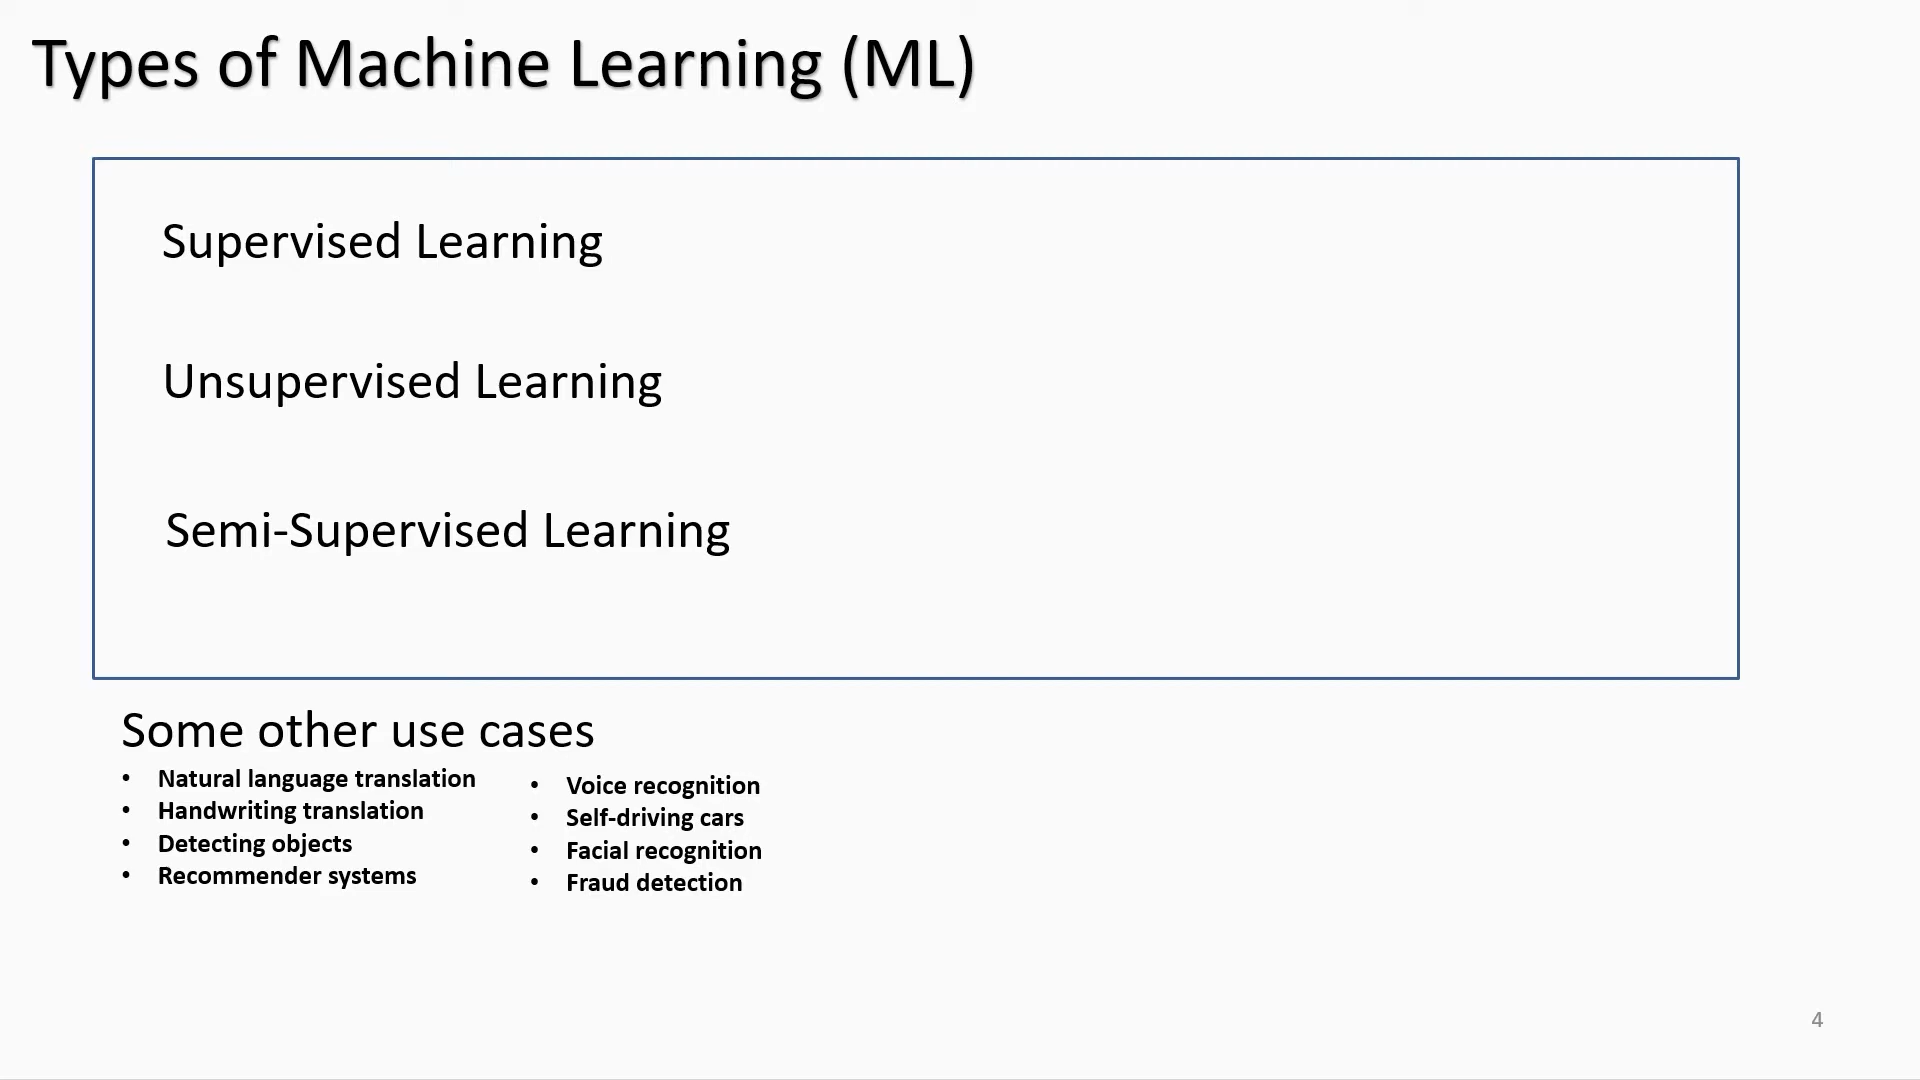 Types of Machine Learning (ML)
Supervised Learning
Unsupervised Learning
Semi-Supervised Learning
Some other use cases
• Natural language translation
• Handwriting translation
• Detecting objects
• Recommender systems
• Voice recognition
• Self-driving cars
• Facial recognition
• Fraud detection
4